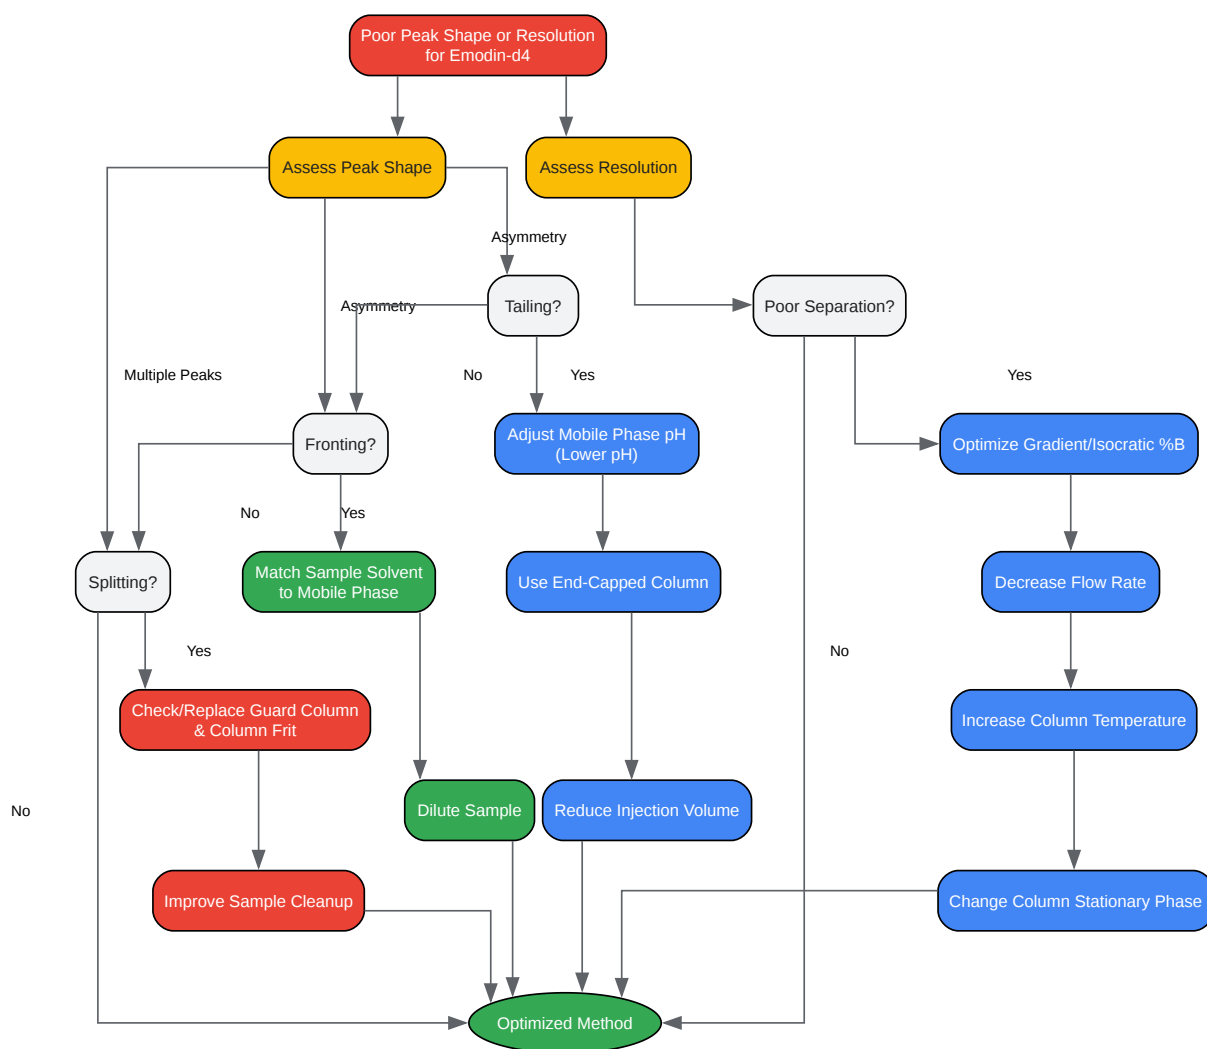 Poor Peak Shape or Resolution
for Emodin-d4
Assess Peak Shape
Assess Resolution
Asymmetry
Tailing?
Poor Separation?
Asymmetry
Multiple Peaks
No
Yes
Yes
Fronting?
Adjust Mobile Phase pH
(Lower pH)
Optimize Gradient/Isocratic %B
No
Yes
Splitting?
Match Sample Solvent
to Mobile Phase
Use End-Capped Column
Decrease Flow Rate
Yes
No
Check/Replace Guard Column
& Column Frit
Increase Column Temperature
No
Dilute Sample
Reduce Injection Volume
Improve Sample Cleanup
Change Column Stationary Phase
Optimized Method